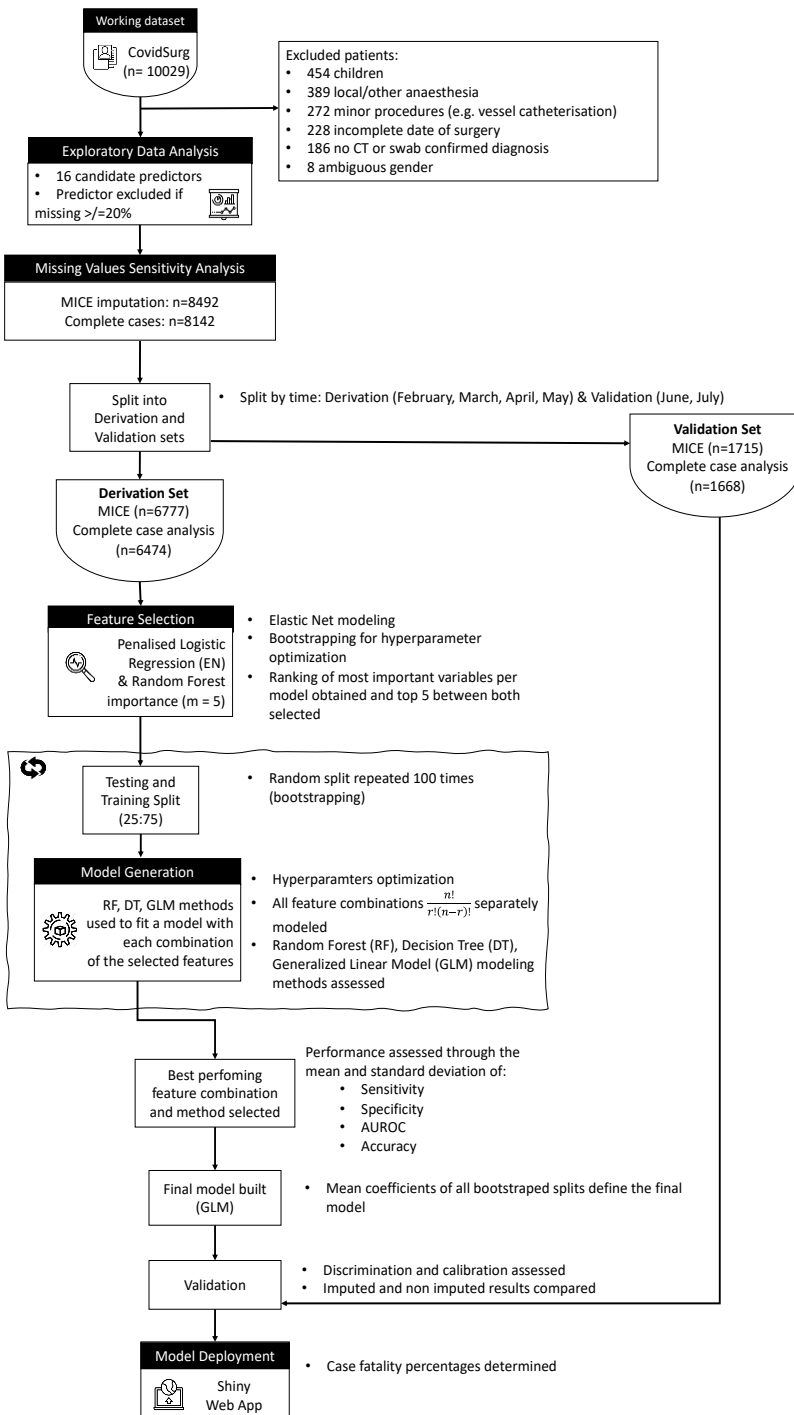 Working dataset
CovidSurg
(n= 10029)
Excluded patients:
• 454 children
• 389 local/other anaesthesia
• 272 minor procedures (e.g. vessel catheterisation)
• 228 incomplete date of surgery
• 186 no CT or swab confirmed diagnosis
• 8 ambiguous gender
Exploratory Data Analysis
• 16 candidate predictors
• Predictor excluded if
missing >/=20%
Missing Values Sensitivity Analysis
MICE imputation: n=8492
Complete cases: n=8142
Split into
Derivation and
Validation sets
• Split by time: Derivation (February, March, April, May) & Validation (June, July)
Validation Set
MICE (n=1715)
Complete case analysis
(n=1668)
Derivation Set
MICE (n=6777)
Complete case analysis
(n=6474)
Feature Selection
Penalised Logistic
Regression (EN)
& Random Forest
importance (m = 5)
• Elastic Net modeling
• Bootstrapping for hyperparameter
optimization
• Ranking of most important variables per
model obtained and top 5 between both
selected
Testing and
Training Split
(25:75)
• Random split repeated 100 times
(bootstrapping)
Model Generation
RF, DT, GLM methods
used to fit a model with
each combination
of the selected features
• Hyperparamters optimization
• All feature combinations n!/r!(n−r)! separately
modeled
• Random Forest (RF), Decision Tree (DT),
Generalized Linear Model (GLM) modeling
methods assessed
Best perfoming
feature combination
and method selected
Performance assessed through the
mean and standard deviation of:
• Sensitivity
• Specificity
• AUROC
• Accuracy
Final model built
(GLM)
• Mean coefficients of all bootstraped splits define the final
model
Validation
• Discrimination and calibration assessed
• Imputed and non imputed results compared
Model Deployment
Shiny
Web App
• Case fatality percentages determined